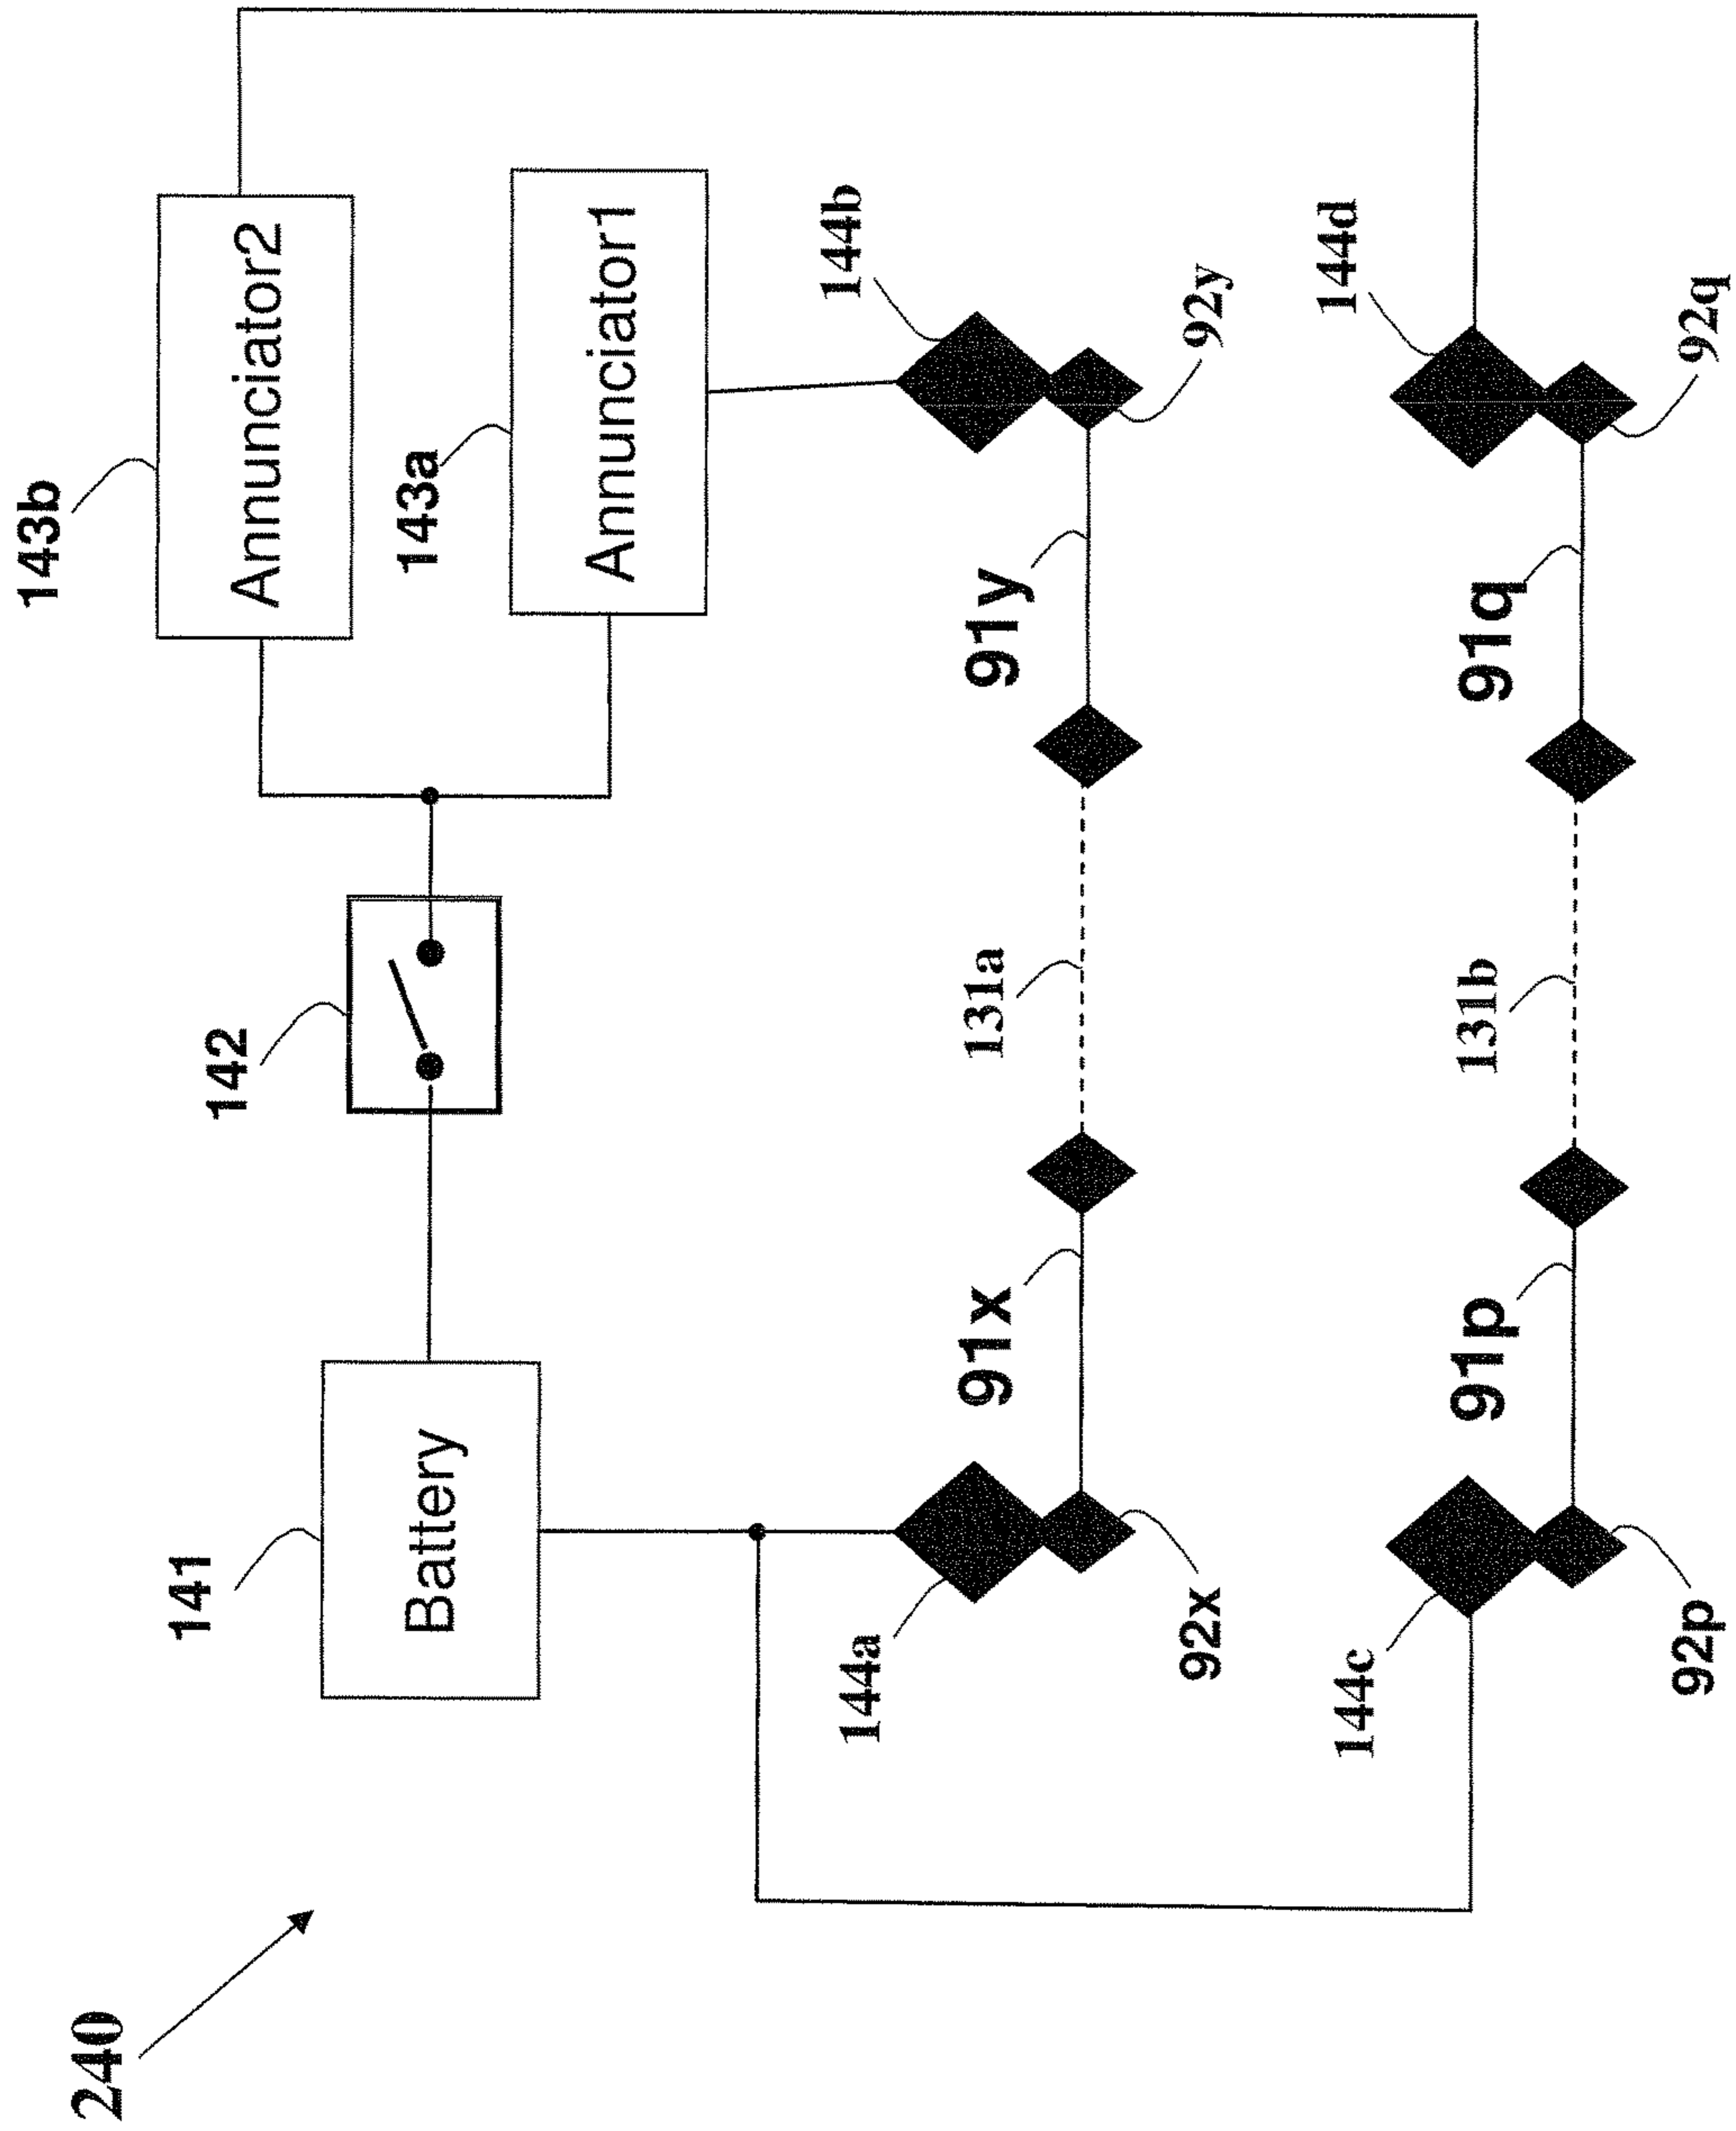 240
141
Battery
142
143b
Annunciator2
143a
Annunciator1
144a
92x
91x
131a
91y
144b
92y
144c
92p
91p
131b
91q
144d
92q